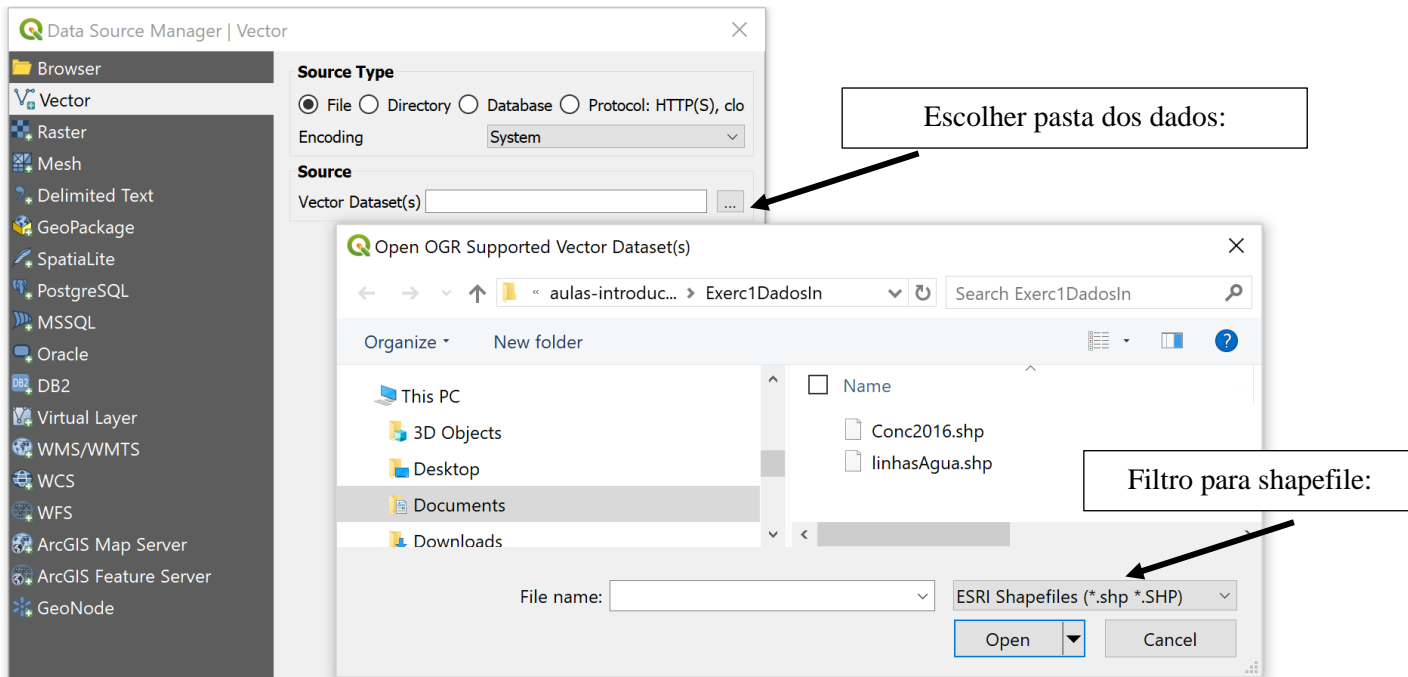 Data Source Manager | Vector
Browser
Vector
Raster
Mesh
Delimited Text
GeoPackage
SpatiaLite
PostgreSQL
MSSQL
Oracle
DB2
Virtual Layer
WMS/WMTS
WCS
WFS
ArcGIS Map Server
ArcGIS Feature Server
GeoNode
Source Type
File Directory Database Protocol: HTTP(S), clo
Encoding System
Source
Vector Dataset(s) ...
Escolher pasta dos dados:
Open OGR Supported Vector Dataset(s)
« aulas-introduc... > Exerc1DadosIn
Search Exerc1DadosIn
Organize New folder
?
This PC
3D Objects
Desktop
Documents
Downloads
Name
Conc2016.shp
linhasAgua.shp
Filtro para shapefile:
File name:
ESRI Shapefiles (*.shp *.SHP)
Open Cancel